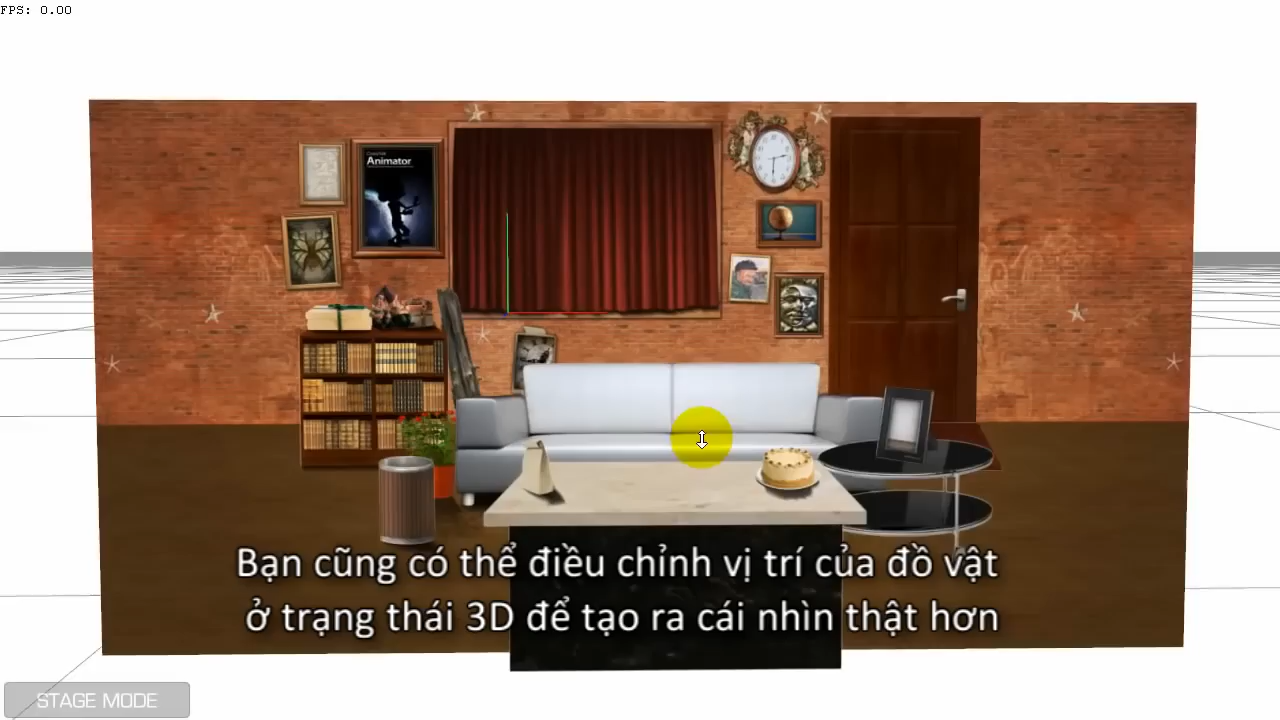 FPS: 0.00
Animator
Bạn cũng có thể điều chỉnh vị trí của đồ vật
ở trạng thái 3D để tạo ra cái nhìn thật hơn
STAGE MODE